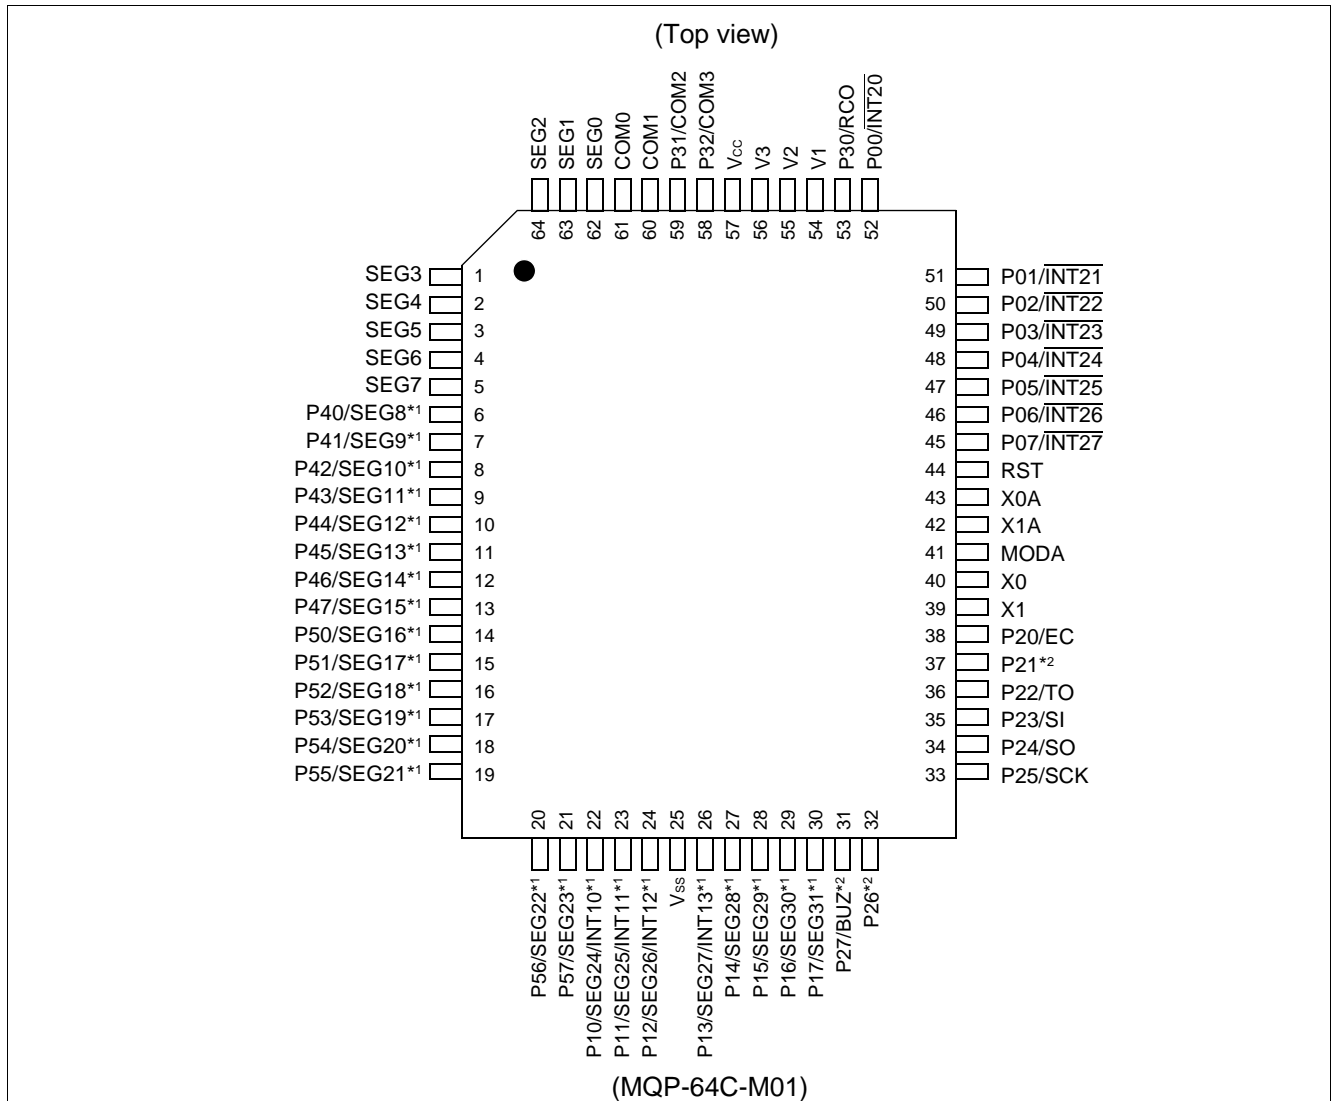 (Top view)
SEG2
SEG1
SEG0
COM0
COM1
P31/COM2
P32/COM3
Vcc
V3
V2
V1
P30/RCO
P00/INT20
64
63
62
61
60
59
58
57
56
55
54
53
52
SEG3 1
SEG4 2
SEG5 3
SEG6 4
SEG7 5
P40/SEG8*1 6
P41/SEG9*1 7
P42/SEG10*1 8
P43/SEG11*1 9
P44/SEG12*1 10
P45/SEG13*1 11
P46/SEG14*1 12
P47/SEG15*1 13
P50/SEG16*1 14
P51/SEG17*1 15
P52/SEG18*1 16
P53/SEG19*1 17
P54/SEG20*1 18
P55/SEG21*1 19
51 P01/INT21
50 P02/INT22
49 P03/INT23
48 P04/INT24
47 P05/INT25
46 P06/INT26
45 P07/INT27
44 RST
43 X0A
42 X1A
41 MODA
40 X0
39 X1
38 P20/EC
37 P21*2
36 P22/TO
35 P23/SI
34 P24/SO
33 P25/SCK
20
21
22
23
24
25
26
27
28
29
30
31
32
P56/SEG22*1
P57/SEG23*1
P10/SEG24/INT10*1
P11/SEG25/INT11*1
P12/SEG26/INT12*1
Vss
P13/SEG27/INT13*1
P14/SEG28*1
P15/SEG29*1
P16/SEG30*1
P17/SEG31*1
P27/BUZ*2
P26*2
(MQP-64C-M01)